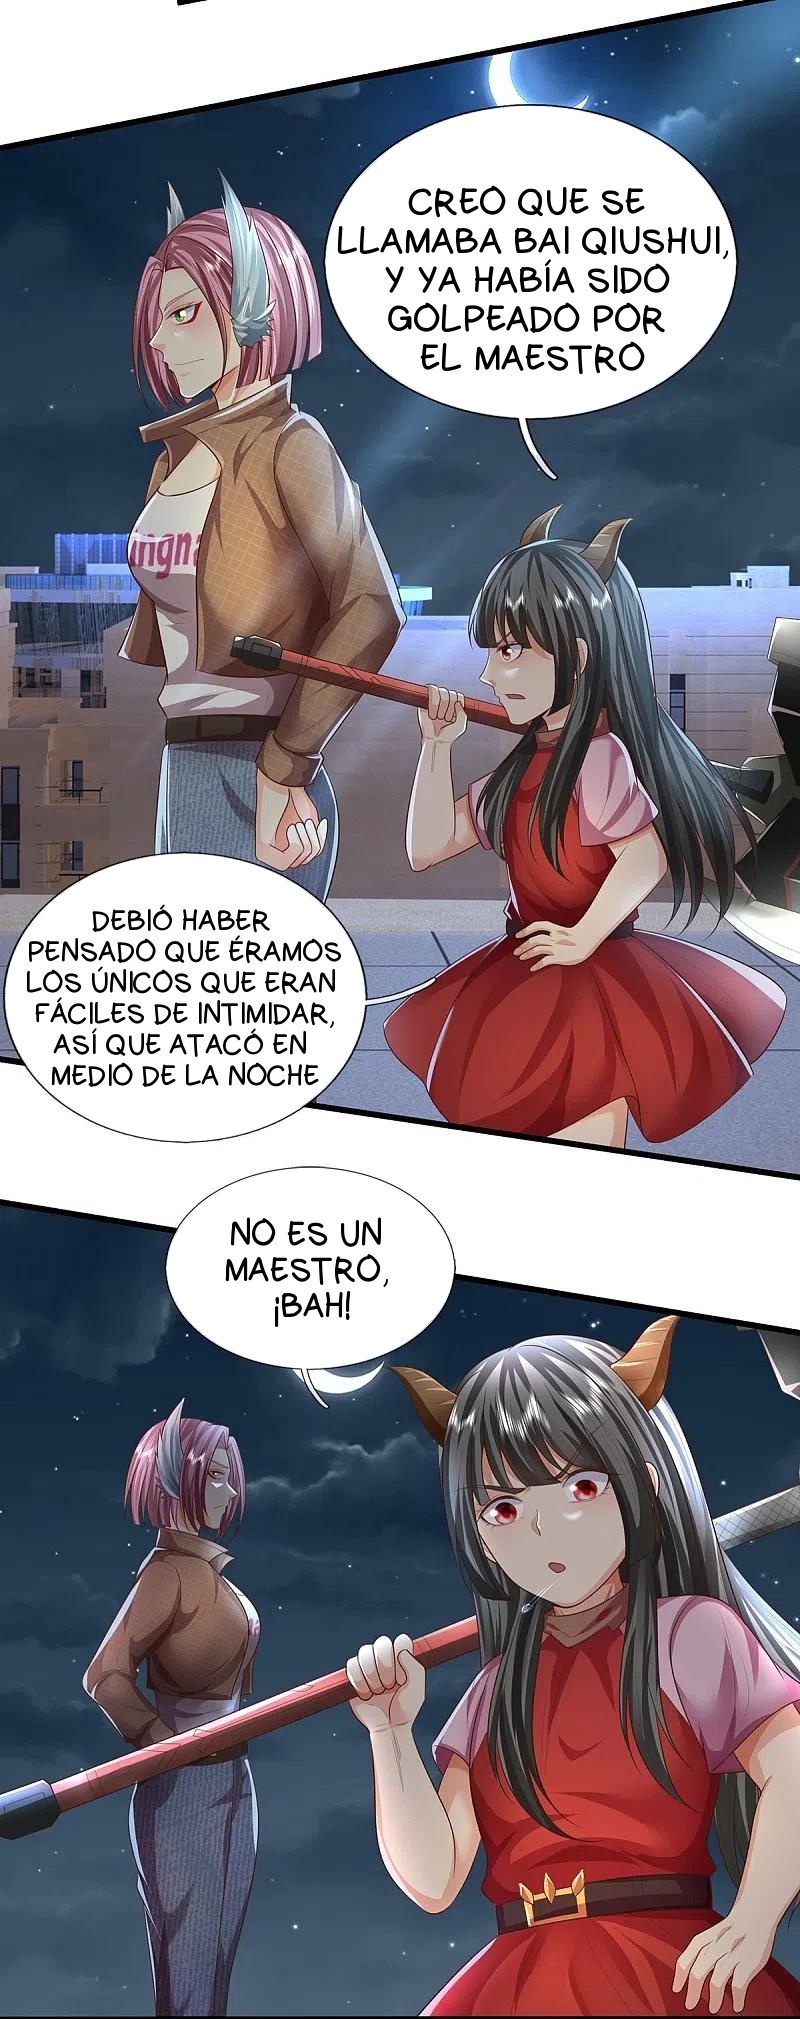 CREO QUE SE
LLAMABA BAI QIUSHUI,
Y YA HABÍA SIDO
GOLPEADO POR
EL MAESTRO
ingna
DEBIÓ HABER
PENSADO QUE ÉRAMOS
LOS ÚNICOS QUE ERAN
FÁCILES DE INTIMIDAR,
ASÍ QUE ATACÓ EN
MEDIO DE LA NOCHE
NO ES UN
MAESTRO,
¡BAH!